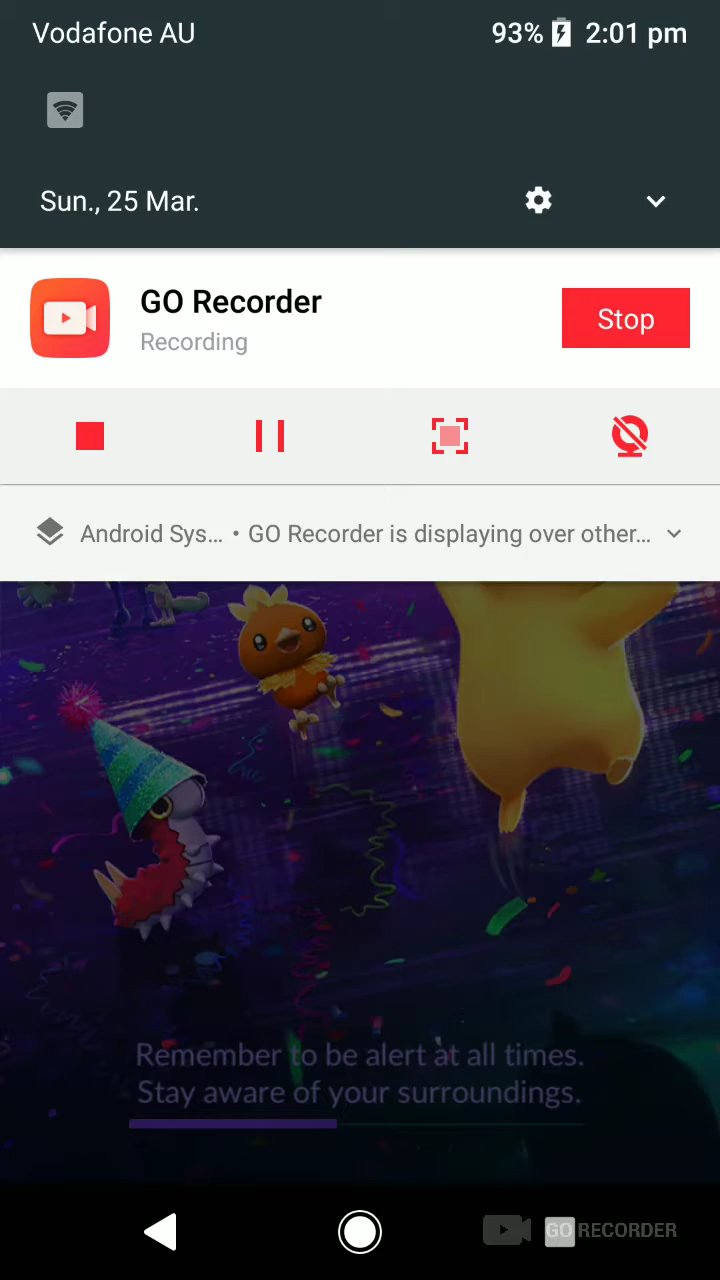 Vodafone AU
93% 2:01 pm
Sun., 25 Mar.
GO Recorder
Recording
Stop
Android Sys... • GO Recorder is displaying over other...
Remember to be alert at all times.
Stay aware of your surroundings.
GO RECORDER